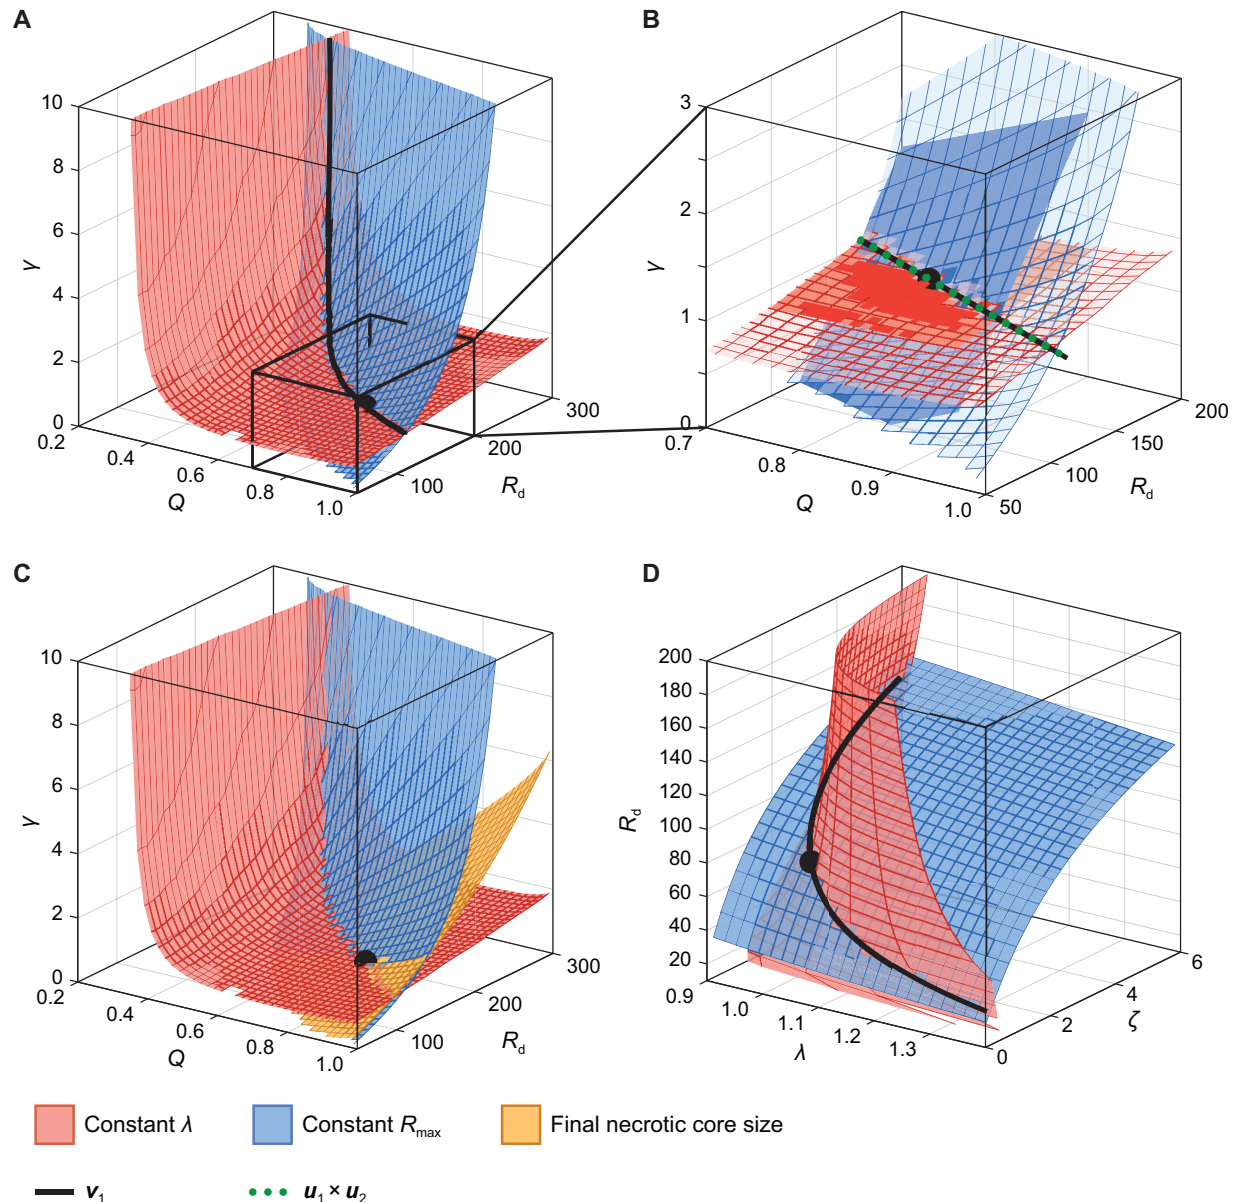 A
10
8
6
4
2
0
γ
0.2
0.4
0.6
0.8
1.0
Q
100
200
300
R_d
B
3
2
1
0
γ
0.7
0.8
0.9
1.0
Q
50
100
150
200
R_d
C
10
8
6
4
2
0
γ
0.2
0.4
0.6
0.8
1.0
Q
100
200
300
R_d
D
200
180
160
140
120
100
80
60
40
20
R_d
0.9
1.0
1.1
1.2
1.3
λ
0
2
4
6
ζ
Constant λ
Constant R_max
Final necrotic core size
v_1
u_1 × u_2